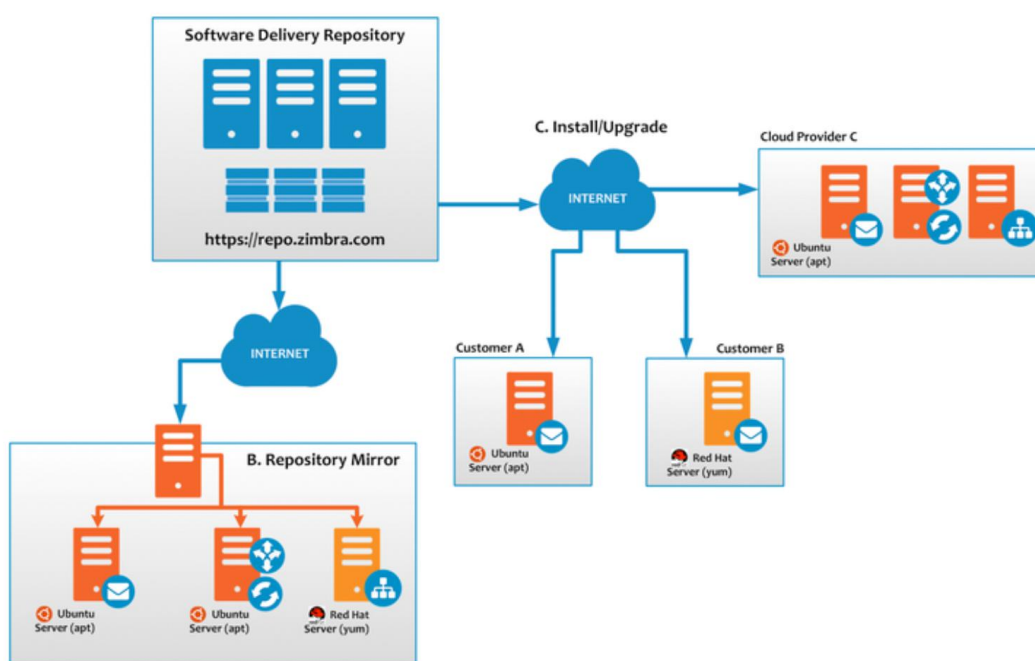 Software Delivery Repository
https://repo.zimbra.com
C. Install/Upgrade
INTERNET
Cloud Provider C
Ubuntu
Server (apt)
INTERNET
Customer A
Ubuntu
Server (apt)
Customer B
Red Hat
Server (yum)
B. Repository Mirror
Ubuntu
Server (apt)
Ubuntu
Server (apt)
Red Hat
Server (yum)